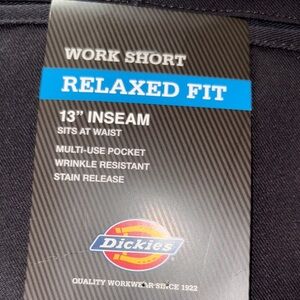 WORK SHORT
RELAXED FIT
13" INSEAM
SITS AT WAIST
MULTI-USE POCKET
WRINKLE RESISTANT
STAIN RELEASE
Dickies
QUALITY WORKWEAR SINCE 1922